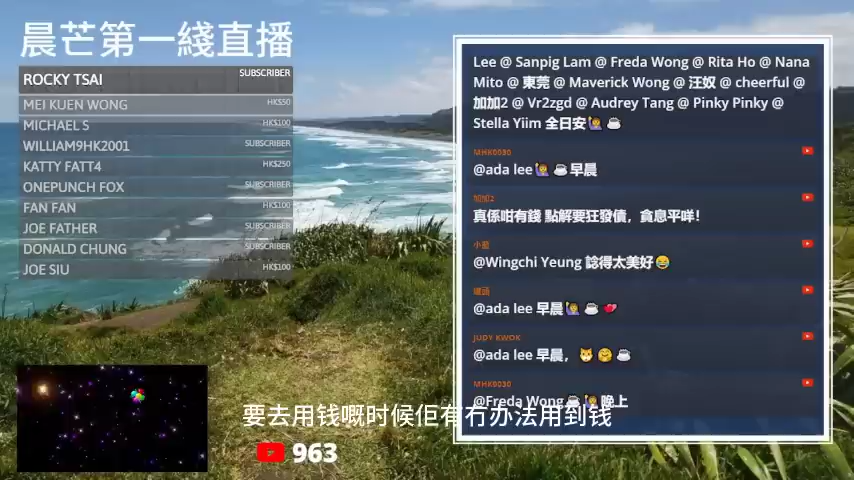 晨芒第一綫直播
ROCKY TSAI SUBSCRIBER
MEI KUEN WONG HK$50
MICHAEL S HK$100
WILLIAM9HK2001 SUBSCRIBER
KATTY FATT4 HK$250
ONEPUNCH FOX SUBSCRIBER
FAN FAN HK$100
JOE FATHER SUBSCRIBER
DONALD CHUNG SUBSCRIBER
JOE SIU HK$100
Lee @ Sanpig Lam @ Freda Wong @ Rita Ho @ Nana
Mito @ 東莞 @ Maverick Wong @ 汪奴 @ cheerful @
加加2 @ Vr2zgd @ Audrey Tang @ Pinky Pinky @
Stella Yiim 全日安🙋☕
MHK0030
@ada lee🙋☕早晨
加加2
真係咁有錢 點解要狂發債，貪息平咩！
小薑
@Wingchi Yeung 諗得太美好😂
@ada lee 早晨🙋☕💕
JUDY KWOK
@ada lee 早晨，🐱🤗☕
MHK0030
@Freda Wong☕🙋晚上
要去用钱嘅时候佢有冇办法用到钱
963